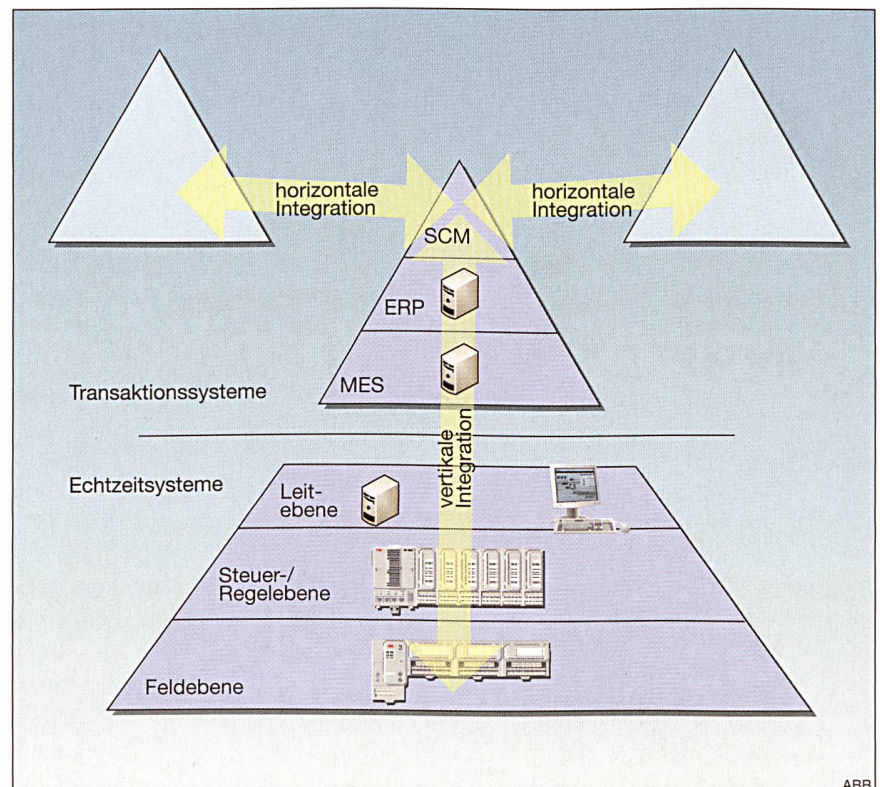 horizontale
Integration
horizontale
Integration
SCM
ERP
MES
Transaktionssysteme
vertikale
Integration
Echtzeitsysteme
Leit-
ebene
Steuer-/
Regelebene
Feldebene
ABB